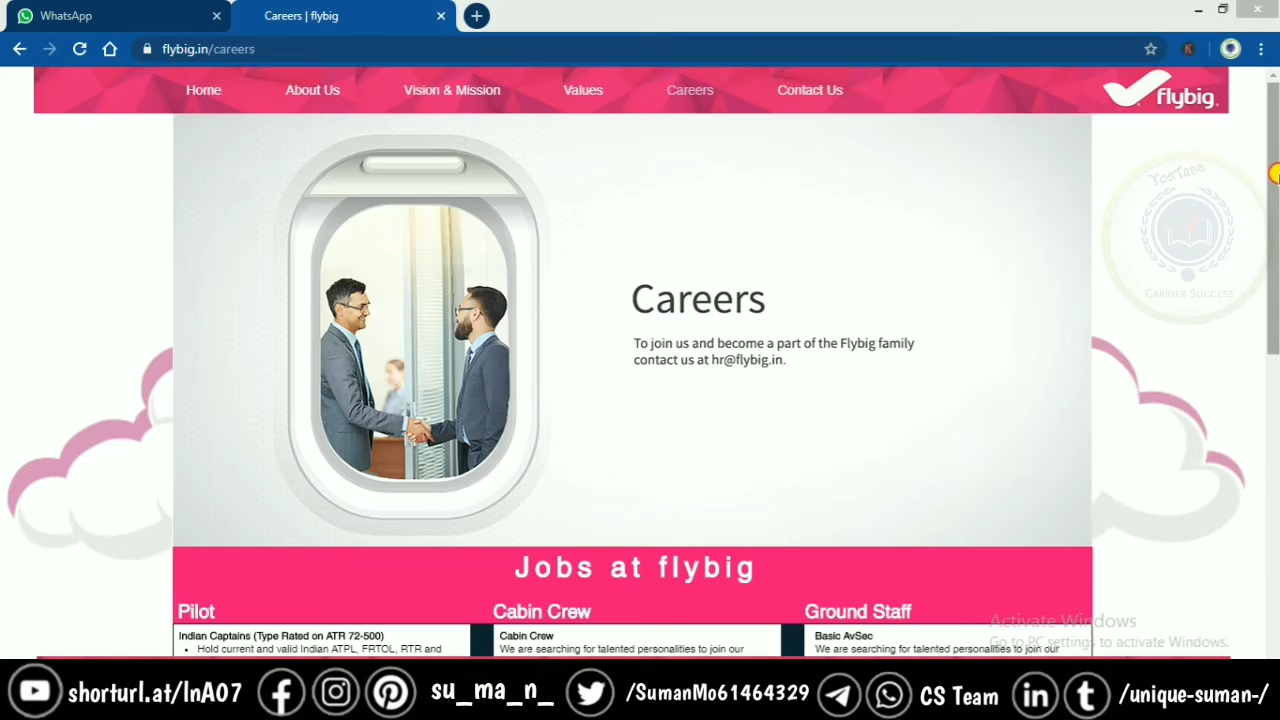 WhatsApp
Careers | flybig
flybig.in/careers
K
Home
About Us
Vision & Mission
Values
Careers
Contact Us
flybig
YouTube
CARRIER SUCCESS
Careers
To join us and become a part of the Flybig family
contact us at hr@flybig.in.
Jobs at flybig
Pilot
Cabin Crew
Ground Staff
Indian Captains (Type Rated on ATR 72-500)
Hold current and valid Indian ATPL, FRTOL, RTR and
Cabin Crew
We are searching for talented personalities to join our
Basic AvSec
We are searching for talented personalities to join our
Activate Windows
Go to PC settings to activate Windows.
shorturl.at/lnA07
su_ma_n_
/SumanMo61464329
CS Team
/unique-suman-/